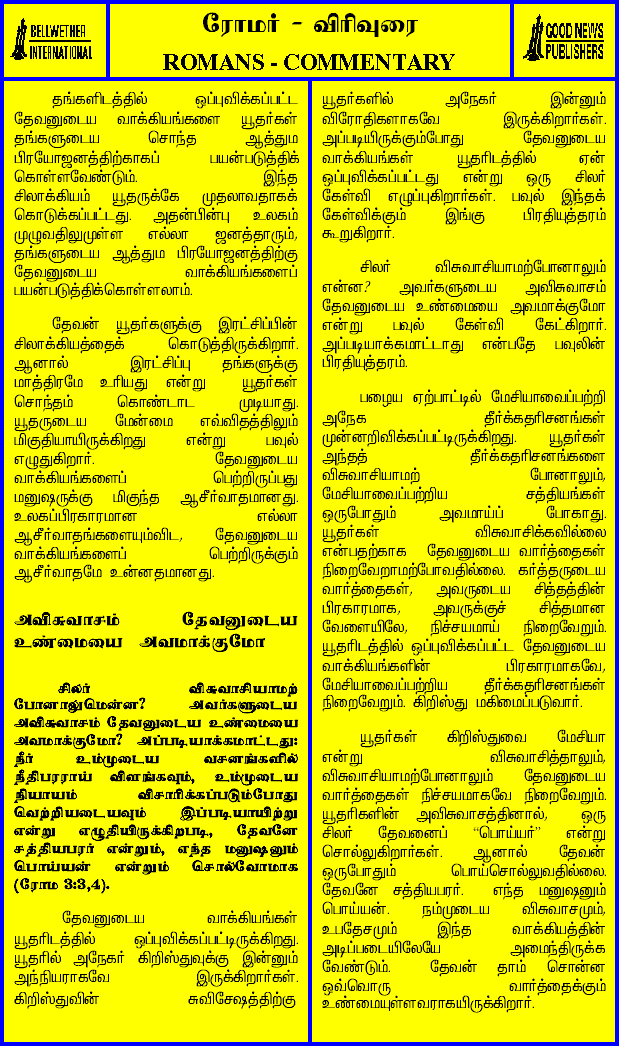 BELLWETHER
INTERNATIONAL
ரோமர் - விரிவுரை
ROMANS - COMMENTARY
GOOD NEWS
PUBLISHERS
தங்களிடத்தில் ஒப்புவிக்கப்பட்ட
தேவனுடைய வாக்கியங்களை யூதர்கள்
தங்களுடைய சொந்த ஆத்தும
பிரயோஜனத்திற்காகப் பயன்படுத்திக்
கொள்ளவேண்டும். இந்த
சிலாக்கியம் யூதருக்கே முதலாவதாகக்
கொடுக்கப்பட்டது. அதன்பின்பு உலகம்
முழுவதிலுமுள்ள எல்லா ஜனத்தாரும்,
தங்களுடைய ஆத்தும பிரயோஜனத்திற்கு
தேவனுடைய வாக்கியங்களைப்
பயன்படுத்திக்கொள்ளலாம்.
தேவன் யூதர்களுக்கு இரட்சிப்பின்
சிலாக்கியத்தைக் கொடுத்திருக்கிறார்.
ஆனால் இரட்சிப்பு தங்களுக்கு
மாத்திரமே உரியது என்று யூதர்கள்
சொந்தம் கொண்டாட முடியாது.
யூதருடைய மேன்மை எவ்விதத்திலும்
மிகுதியாயிருக்கிறது என்று பவுல்
எழுதுகிறார். தேவனுடைய
வாக்கியங்களைப் பெற்றிருப்பது
மனுஷருக்கு மிகுந்த ஆசீர்வாதமானது.
உலகப்பிரகாரமான எல்லா
ஆசீர்வாதங்களையும்விட, தேவனுடைய
வாக்கியங்களைப் பெற்றிருக்கும்
ஆசீர்வாதமே உன்னதமானது.
அவிசுவாசம் தேவனுடைய
உண்மையை அவமாக்குமோ
சிலர் விசுவாசியாமற்
போனாலுமென்ன? அவர்களுடைய
அவிசுவாசம் தேவனுடைய உண்மையை
அவமாக்குமோ? அப்படியாக்கமாட்டது:
நீர் உம்முடைய வசனங்களில்
நீதிபரராய் விளங்கவும், உம்முடைய
நியாயம் விசாரிக்கப்படும்போது
வெற்றியடையவும் இப்படியாயிற்று
என்று எழுதியிருக்கிறபடி, தேவனே
சத்தியபரர் என்றும், எந்த மனுஷனும்
பொய்யன் என்றும் சொல்வோமாக
(ரோம 3:3,4).
தேவனுடைய வாக்கியங்கள்
யூதரிடத்தில் ஒப்புவிக்கப்பட்டிருக்கிறது.
யூதரில் அநேகர் கிறிஸ்துவுக்கு இன்னும்
அந்நியராகவே இருக்கிறார்கள்.
கிறிஸ்துவின் சுவிசேஷத்திற்கு
யூதர்களில் அநேகர் இன்னும்
விரோதிகளாகவே இருக்கிறார்கள்.
அப்படியிருக்கும்போது தேவனுடைய
வாக்கியங்கள் யூதரிடத்தில் ஏன்
ஒப்புவிக்கப்பட்டது என்று ஒரு சிலர்
கேள்வி எழுப்புகிறார்கள். பவுல் இந்தக்
கேள்விக்கும் இங்கு பிரதியுத்தரம்
கூறுகிறார்.
சிலர் விசுவாசியாமற்போனாலும்
என்ன? அவர்களுடைய அவிசுவாசம்
தேவனுடைய உண்மையை அவமாக்குமோ
என்று பவுல் கேள்வி கேட்கிறார்.
அப்படியாக்கமாட்டாது என்பதே பவுலின்
பிரதியுத்தரம்.
பழைய ஏற்பாட்டில் மேசியாவைப்பற்றி
அநேக தீர்க்கதரிசனங்கள்
முன்னறிவிக்கப்பட்டிருக்கிறது. யூதர்கள்
அந்தத் தீர்க்கதரிசனங்களை
விசுவாசியாமற் போனாலும்,
மேசியாவைப்பற்றிய சத்தியங்கள்
ஒருபோதும் அவமாய்ப் போகாது.
யூதர்கள் விசுவாசிக்கவில்லை
என்பதற்காக தேவனுடைய வார்த்தைகள்
நிறைவேறாமற்போவதில்லை. கர்த்தருடைய
வார்த்தைகள், அவருடைய சித்தத்தின்
பிரகாரமாக, அவருக்குச் சித்தமான
வேளையிலே, நிச்சயமாய் நிறைவேறும்.
யூதரிடத்தில் ஒப்புவிக்கப்பட்ட தேவனுடைய
வாக்கியங்களின் பிரகாரமாகவே,
மேசியாவைப்பற்றிய தீர்க்கதரிசனங்கள்
நிறைவேறும். கிறிஸ்து மகிமைப்படுவார்.
யூதர்கள் கிறிஸ்துவை மேசியா
என்று விசுவாசித்தாலும்,
விசுவாசியாமற்போனாலும் தேவனுடைய
வார்த்தைகள் நிச்சயமாகவே நிறைவேறும்.
யூதரிகளின் அவிசுவாசத்தினால், ஒரு
சிலர் தேவனைப் “பொய்யர்” என்று
சொல்லுகிறார்கள். ஆனால் தேவன்
ஒருபோதும் பொய்சொல்லுவதில்லை.
தேவனே சத்தியபரர். எந்த மனுஷனும்
பொய்யன். நம்முடைய விசுவாசமும்,
உபதேசமும் இந்த வாக்கியத்தின்
அடிப்படையிலேயே அமைந்திருக்க
வேண்டும். தேவன் தாம் சொன்ன
ஒவ்வொரு வார்த்தைக்கும்
உண்மையுள்ளவராகயிருக்கிறார்.